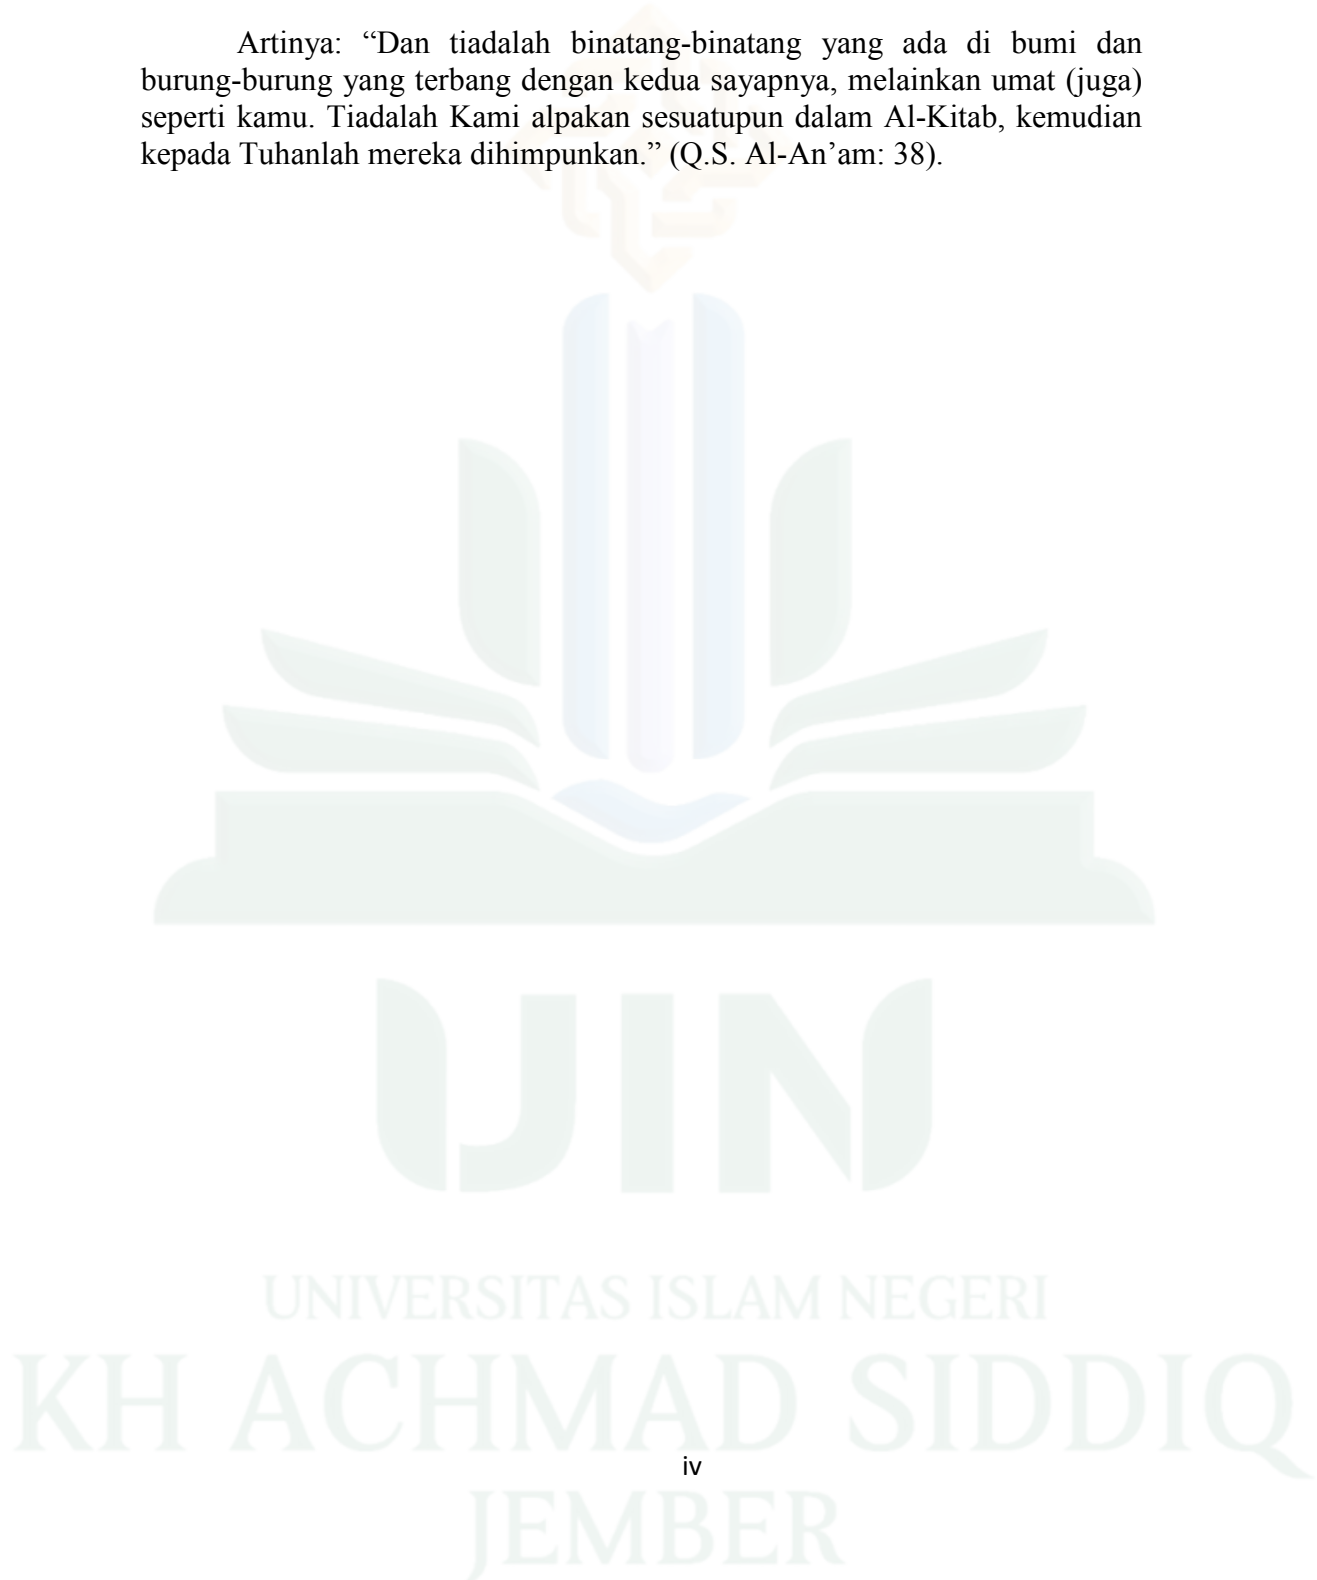 Artinya: “Dan tiadalah binatang-binatang yang ada di bumi dan
burung-burung yang terbang dengan kedua sayapnya, melainkan umat (juga)
seperti kamu. Tiadalah Kami alpakan sesuatupun dalam Al-Kitab, kemudian
kepada Tuhanlah mereka dihimpunkan.” (Q.S. Al-An’am: 38).
UIN
UNIVERSITAS ISLAM NEGERI
KH ACHMAD SIDDIQ
iv
JEMBER